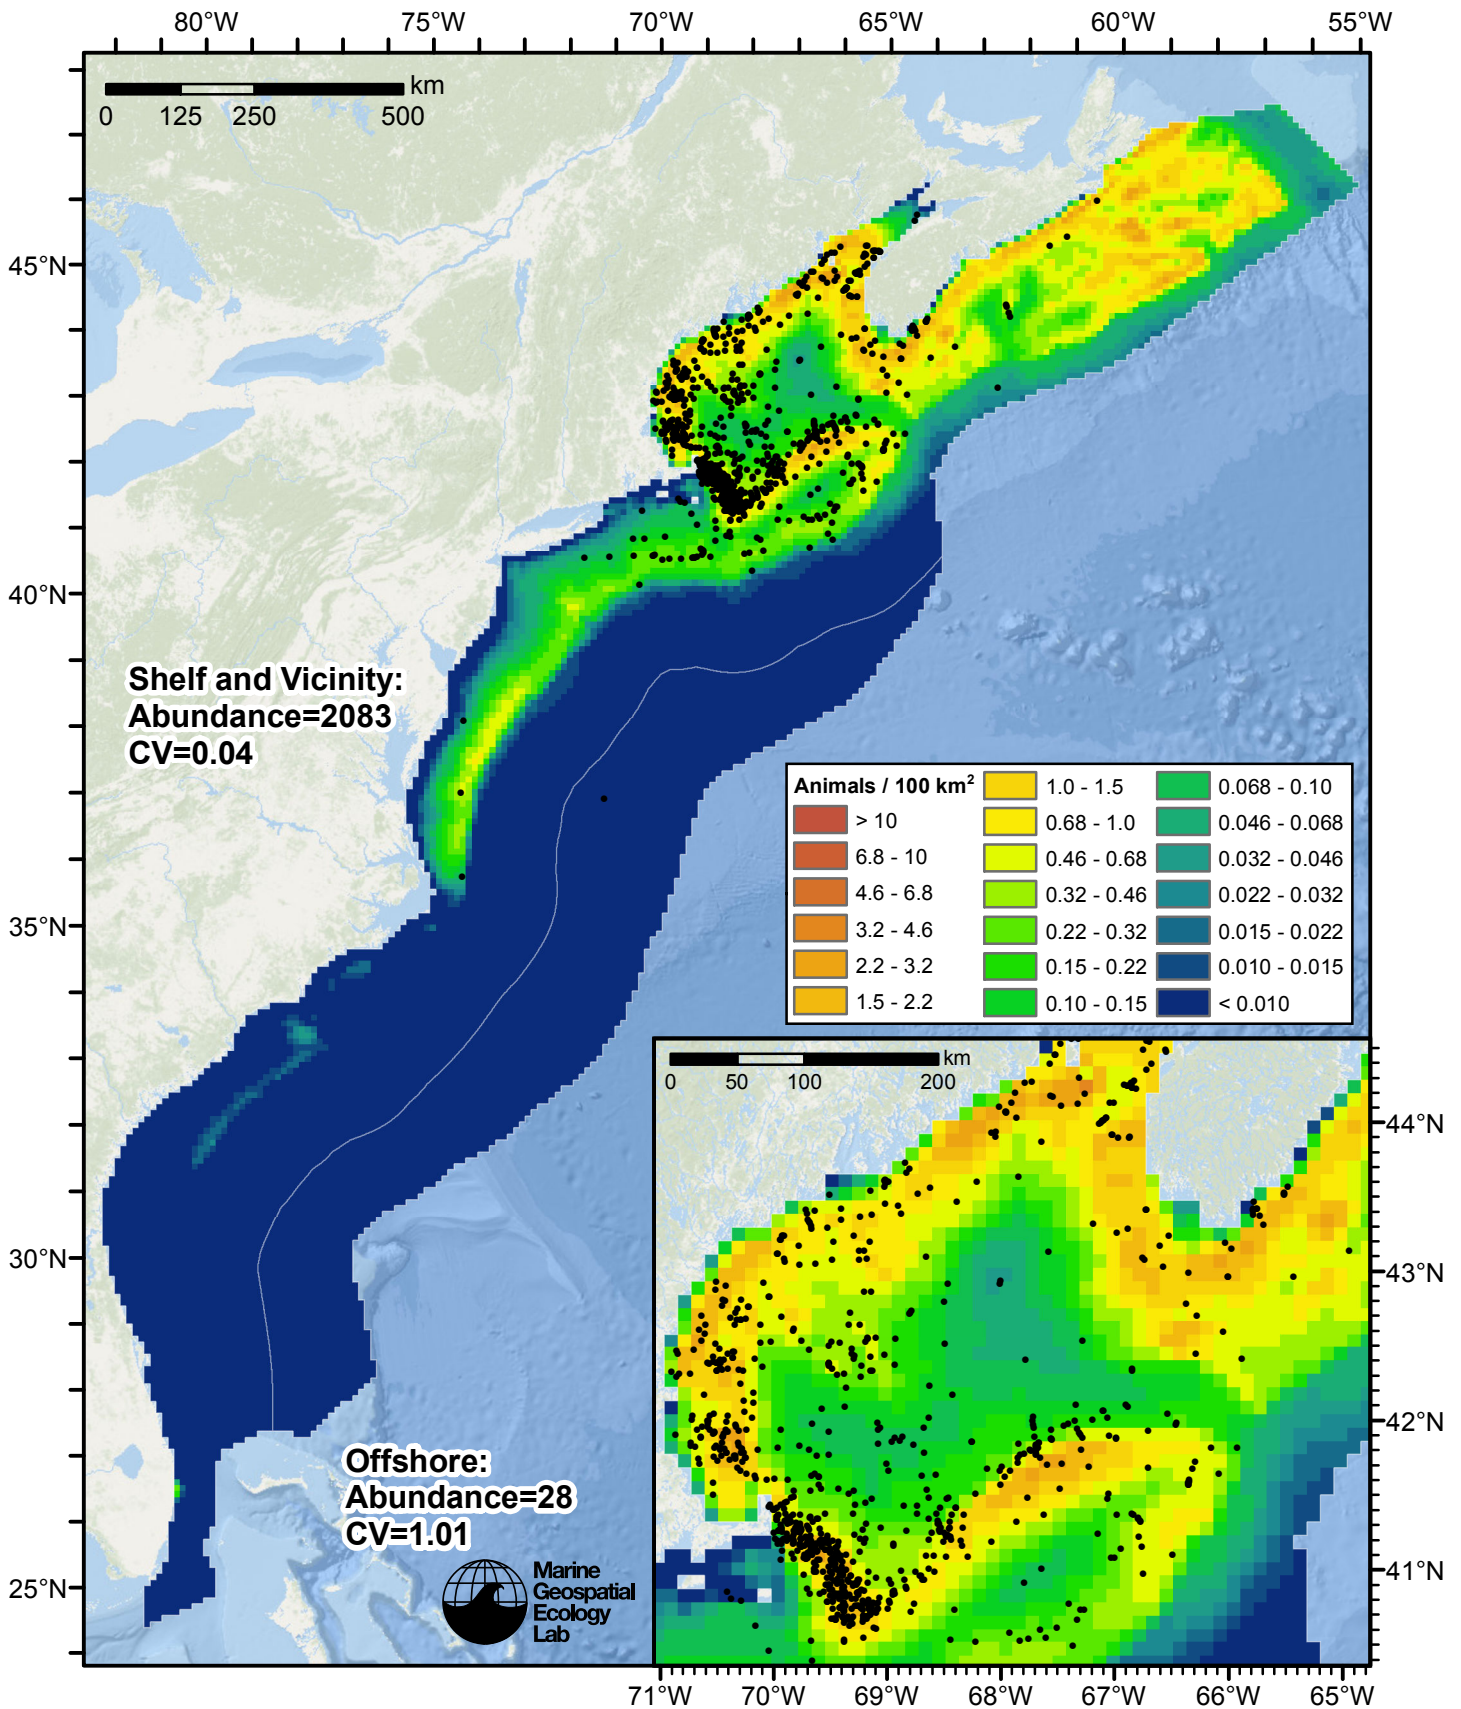 80°W 75°W 70°W 65°W 60°W 55°W
km
0 125 250 500
45°N
40°N
35°N
30°N
25°N
Shelf and Vicinity:
Abundance=2083
CV=0.04
Animals / 100 km²
> 10
6.8 - 10
4.6 - 6.8
3.2 - 4.6
2.2 - 3.2
1.5 - 2.2
1.0 - 1.5
0.68 - 1.0
0.46 - 0.68
0.32 - 0.46
0.22 - 0.32
0.15 - 0.22
0.10 - 0.15
0.068 - 0.10
0.046 - 0.068
0.032 - 0.046
0.022 - 0.032
0.015 - 0.022
0.010 - 0.015
< 0.010
Offshore:
Abundance=28
CV=1.01
Marine
Geospatial
Ecology
Lab
km
0 50 100 200
44°N
43°N
42°N
41°N
71°W 70°W 69°W 68°W 67°W 66°W 65°W